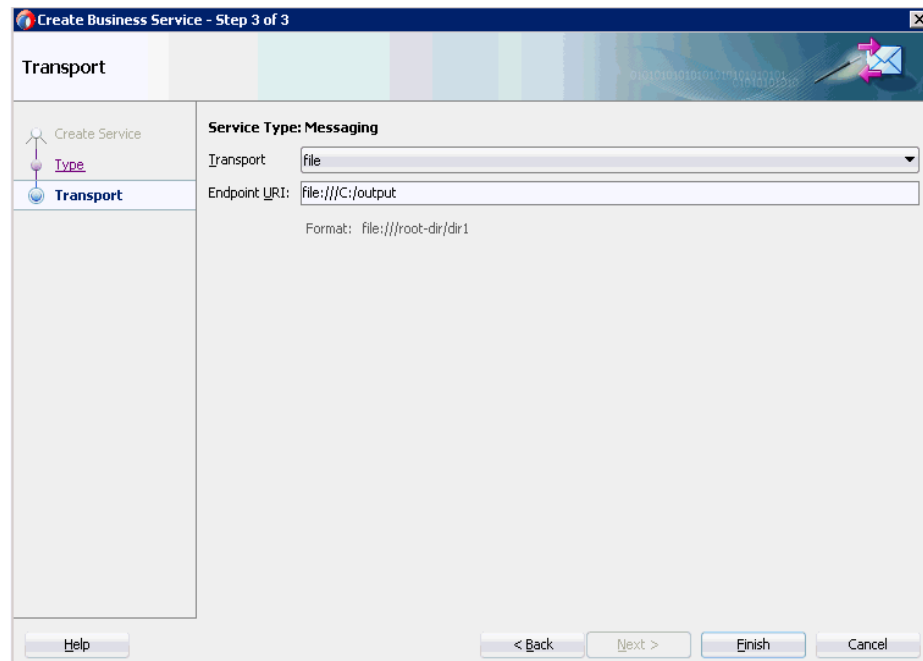 Create Business Service - Step 3 of 3
Transport
Create Service
Type
Transport
Service Type: Messaging
Transport
file
Endpoint URI: file:///C:/output
Format: file:///root-dir/dir1
Help
< Back
Next >
Finish
Cancel